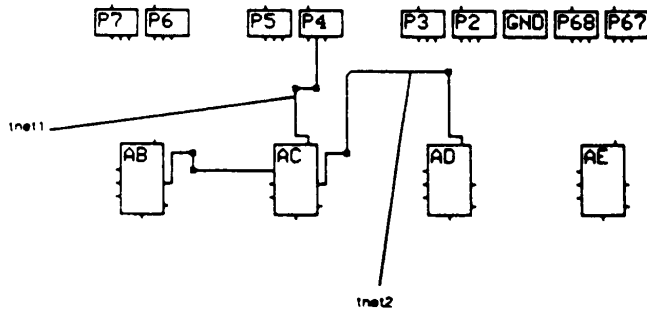 P7 P6 P5 P4 P3 P2 GND P68 P67
tnet1
AB AC AD AE
tnet2